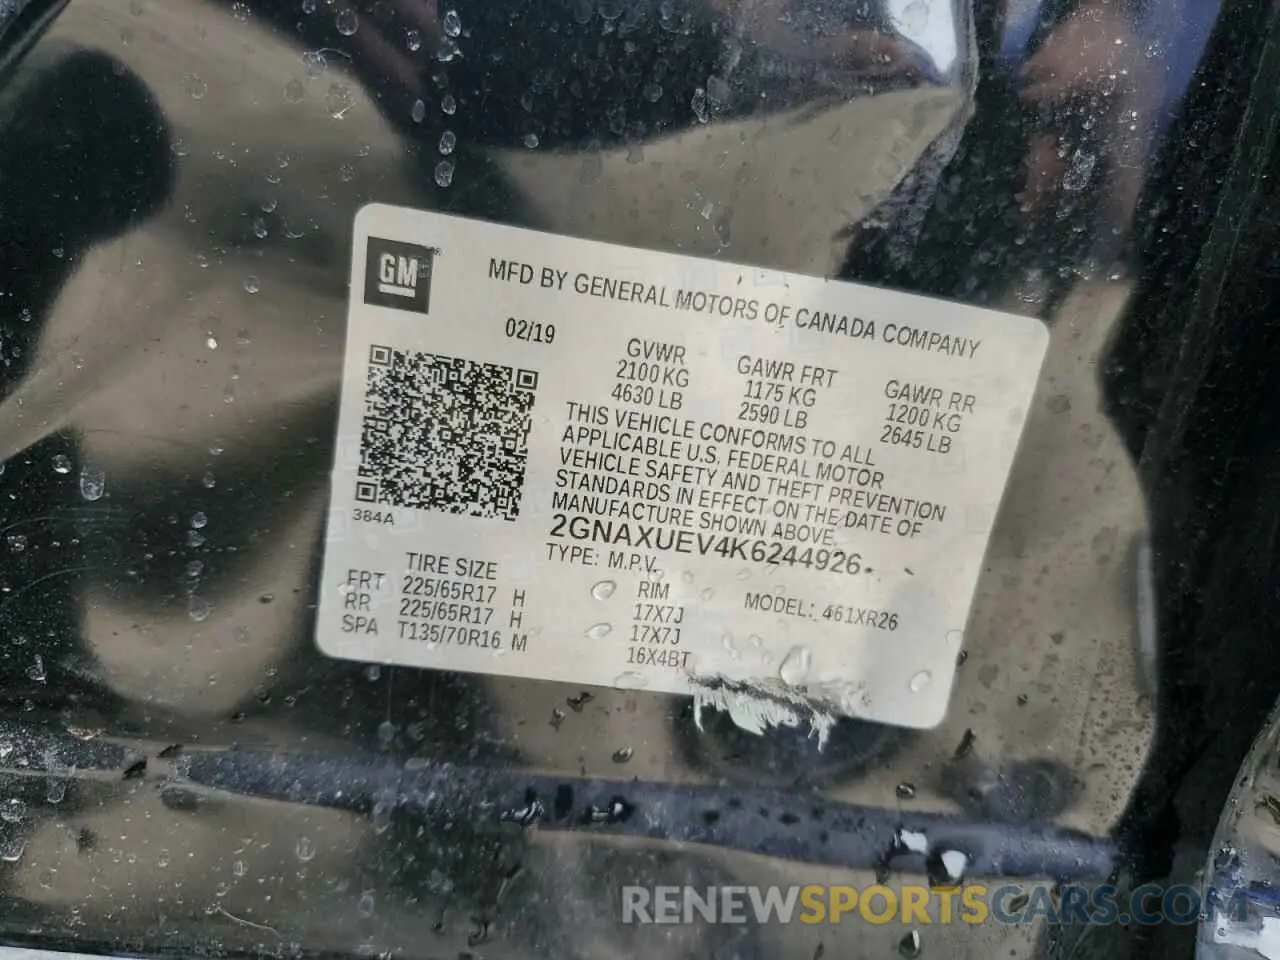 GM
MFD BY GENERAL MOTORS OF CANADA COMPANY
02/19
GVWR
2100 KG
4630 LB
GAWR FRT
1175 KG
2590 LB
GAWR RR
1200 KG
2645 LB
THIS VEHICLE CONFORMS TO ALL
APPLICABLE U.S. FEDERAL MOTOR
VEHICLE SAFETY AND THEFT PREVENTION
STANDARDS IN EFFECT ON THE DATE OF
MANUFACTURE SHOWN ABOVE.
384A
2GNAXUEV4K6244926
TYPE: M.P.V.
MODEL: 461XR26
TIRE SIZE RIM
FRT 225/65R17 H 17X7J
RR 225/65R17 H 17X7J
SPA T135/70R16 M 16X4BT
RENEWSPORTSCARS.COM